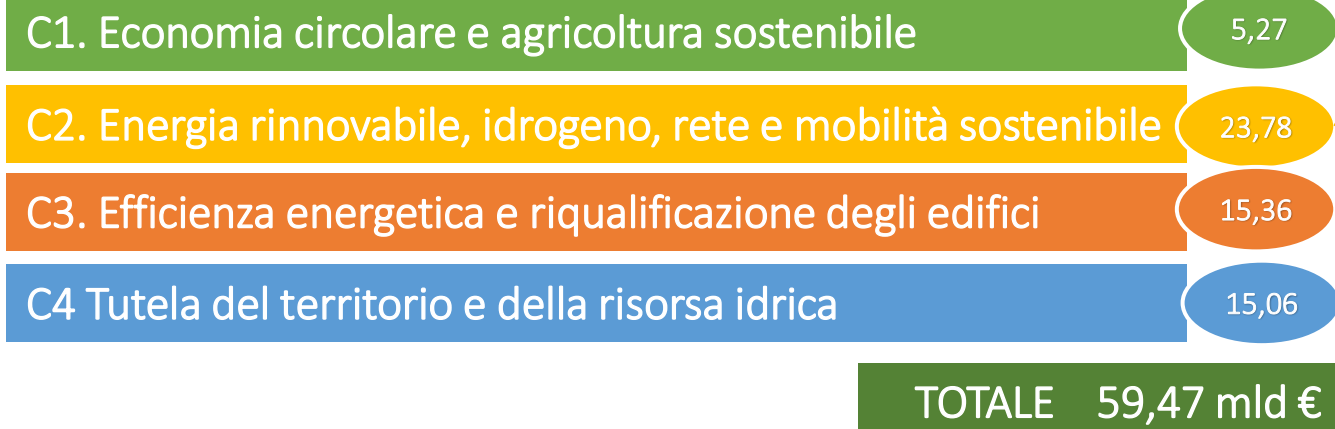 C1. Economia circolare e agricoltura sostenibile 5,27
C2. Energia rinnovabile, idrogeno, rete e mobilità sostenibile 23,78
C3. Efficienza energetica e riqualificazione degli edifici 15,36
C4 Tutela del territorio e della risorsa idrica 15,06
TOTALE 59,47 mld €